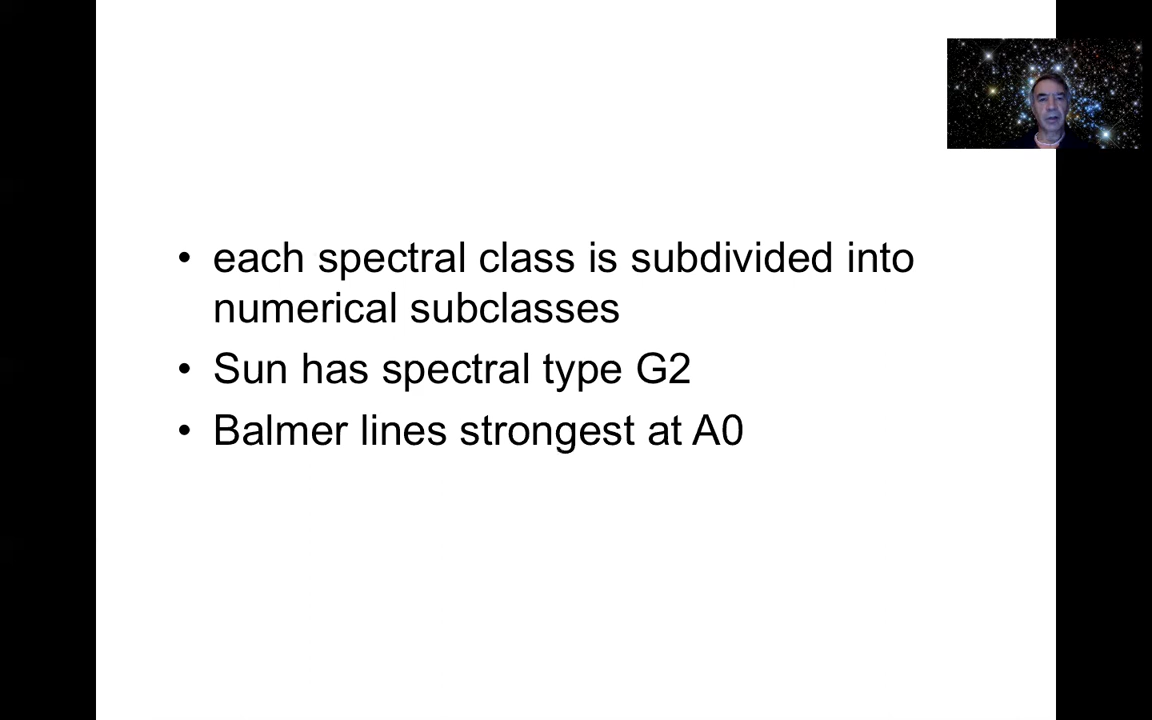 • each spectral class is subdivided into
numerical subclasses
• Sun has spectral type G2
• Balmer lines strongest at A0